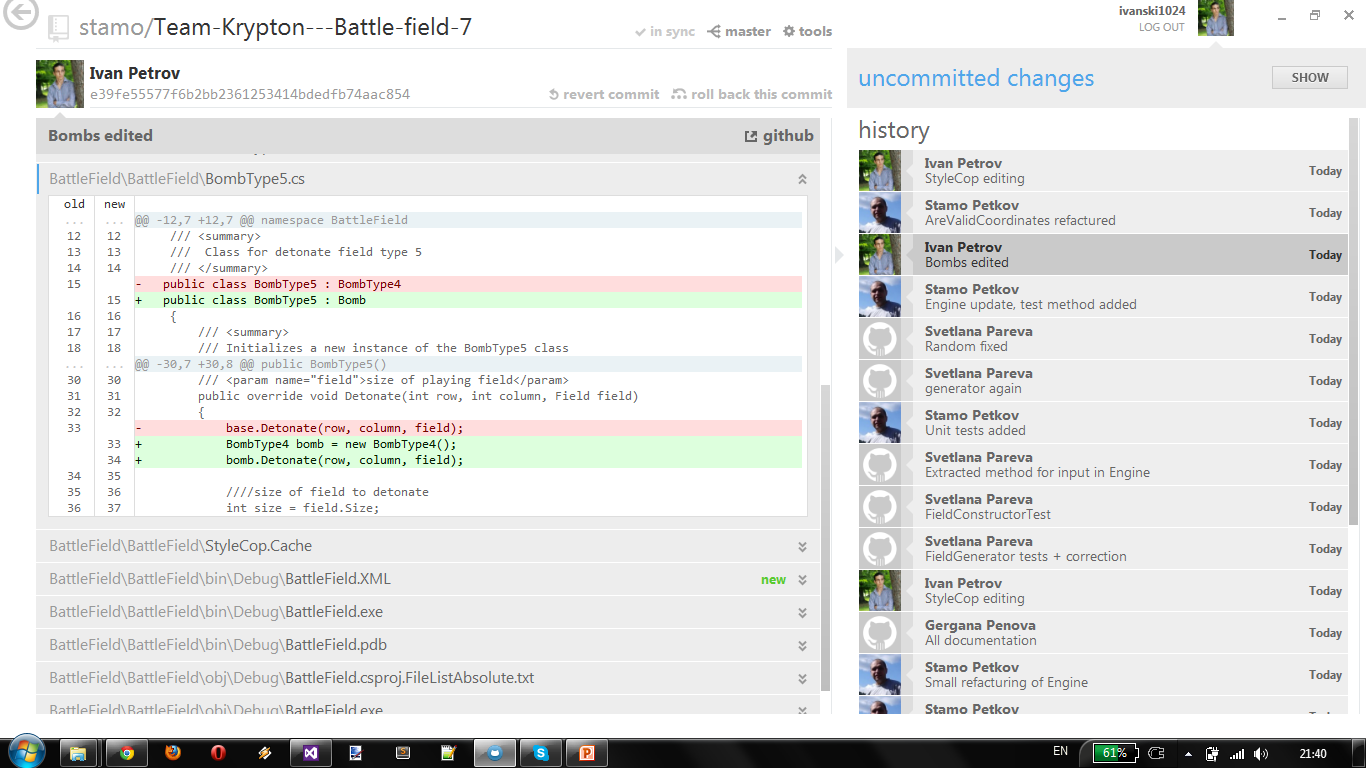 stamo/Team-Krypton---Battle-field-7
in sync master tools
ivanski1024
LOG OUT
Ivan Petrov
e39fe55577f6b2bb2361253414bdedfb74aac854
revert commit roll back this commit
Bombs edited github
BattleField\BattleField\BombType5.cs
old new
... ... @@ -12,7 +12,7 @@ namespace BattleField
12 12 /// <summary>
13 13 /// Class for detonate field type 5
14 14 /// </summary>
15 - public class BombType5 : BombType4
15 + public class BombType5 : Bomb
16 16 {
17 17 /// <summary>
18 18 /// Initializes a new instance of the BombType5 class
... ... @@ -30,7 +30,8 @@ public BombType5()
30 30 /// <param name="field">size of playing field</param>
31 31 public override void Detonate(int row, int column, Field field)
32 32 {
33 - base.Detonate(row, column, field);
33 + BombType4 bomb = new BombType4();
34 + bomb.Detonate(row, column, field);
34 35
35 36 ////size of field to detonate
36 37 int size = field.Size;
BattleField\BattleField\StyleCop.Cache
BattleField\BattleField\bin\Debug\BattleField.XML new
BattleField\BattleField\bin\Debug\BattleField.exe
BattleField\BattleField\bin\Debug\BattleField.pdb
BattleField\BattleField\obj\Debug\BattleField.csproj.FileListAbsolute.txt
BattleField\BattleField\obj\Debug\BattleField.exe
uncommitted changes SHOW
history
Ivan Petrov
StyleCop editing Today
Stamo Petkov
AreValidCoordinates refactured Today
Ivan Petrov
Bombs edited Today
Stamo Petkov
Engine update, test method added Today
Svetlana Pareva
Random fixed Today
Svetlana Pareva
generator again Today
Stamo Petkov
Unit tests added Today
Svetlana Pareva
Extracted method for input in Engine Today
Svetlana Pareva
FieldConstructorTest Today
Svetlana Pareva
FieldGenerator tests + correction Today
Ivan Petrov
StyleCop editing Today
Gergana Penova
All documentation Today
Stamo Petkov
Small refacturing of Engine Today
Stamo Petkov
EN 61% 21:40